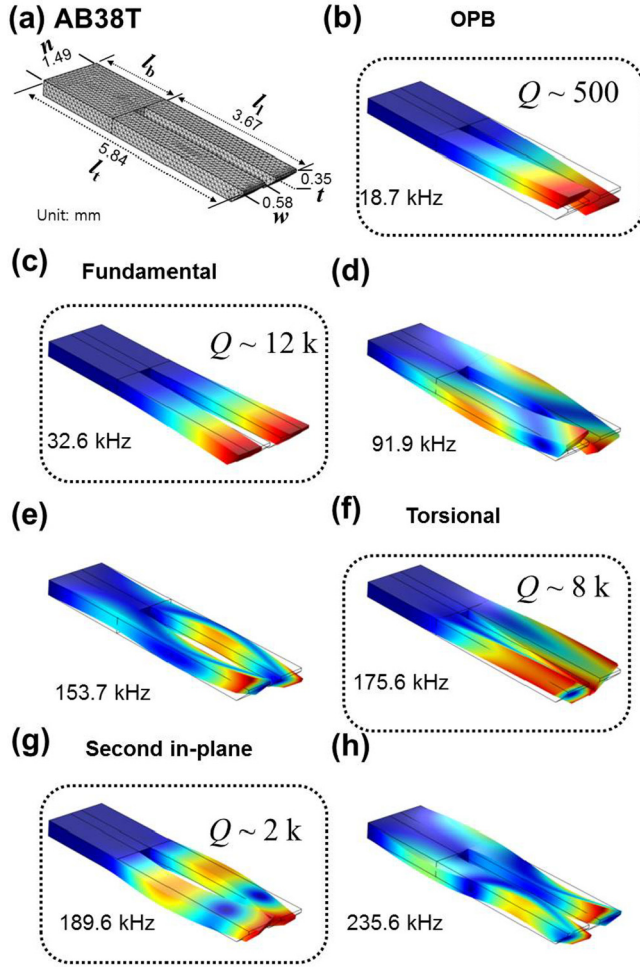 (a) AB38T
n
1.49
l_b
l_l
3.67
5.84
l_t
0.35
t
0.58
w
Unit: mm
(b)
OPB
Q ~ 500
18.7 kHz
(c)
Fundamental
Q ~ 12 k
32.6 kHz
(d)
91.9 kHz
(e)
153.7 kHz
(f)
Torsional
Q ~ 8 k
175.6 kHz
(g)
Second in-plane
Q ~ 2 k
189.6 kHz
(h)
235.6 kHz